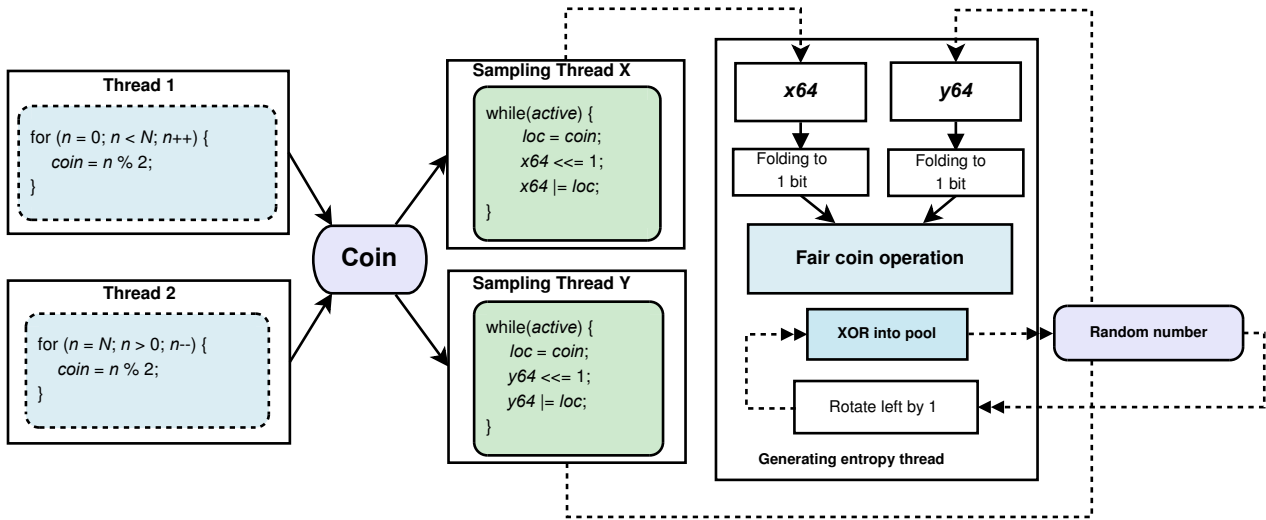 Thread 1
for (n = 0; n < N; n++) {
coin = n % 2;
}
Thread 2
for (n = N; n > 0; n--) {
coin = n % 2;
}
Coin
Sampling Thread X
while(active) {
loc = coin;
x64 <<= 1;
x64 |= loc;
}
Sampling Thread Y
while(active) {
loc = coin;
y64 <<= 1;
y64 |= loc;
}
x64
y64
Folding to
1 bit
Folding to
1 bit
Fair coin operation
XOR into pool
Random number
Rotate left by 1
Generating entropy thread